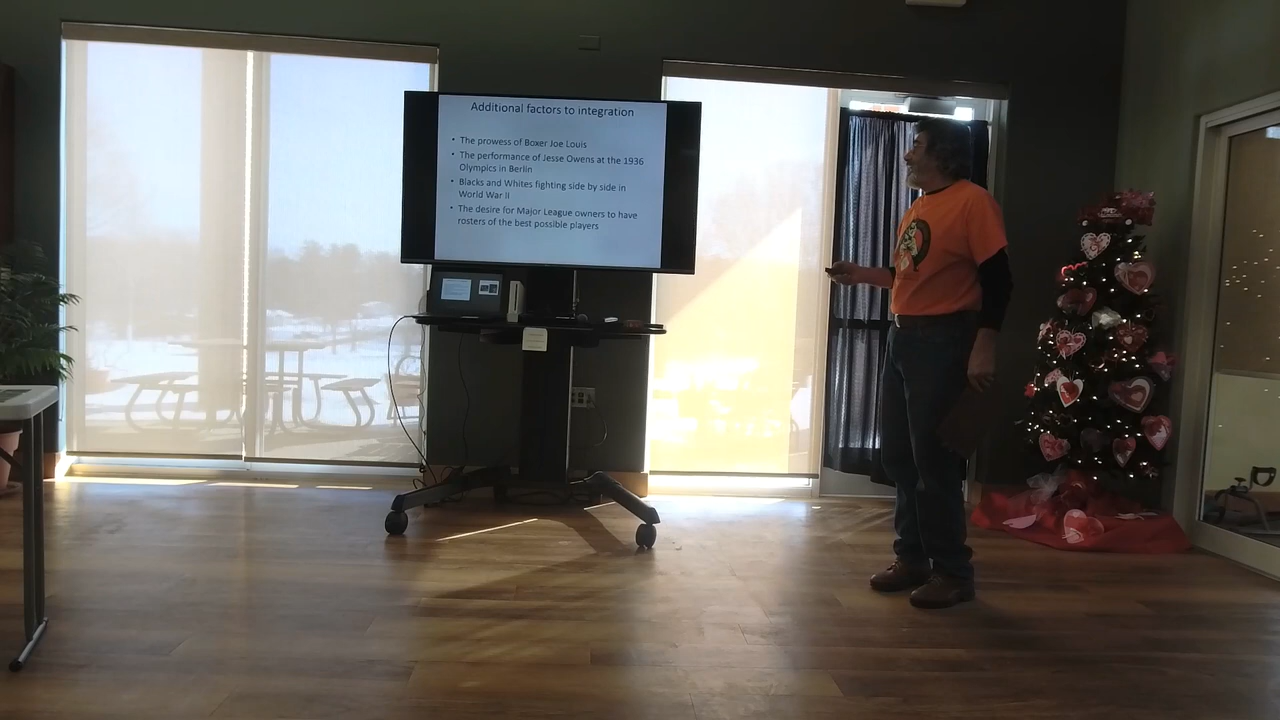 Additional factors to integration
• The prowess of Boxer Joe Louis
• The performance of Jesse Owens at the 1936
Olympics in Berlin
• Blacks and Whites fighting side by side in
World War II
• The desire for Major League owners to have
rosters of the best possible players